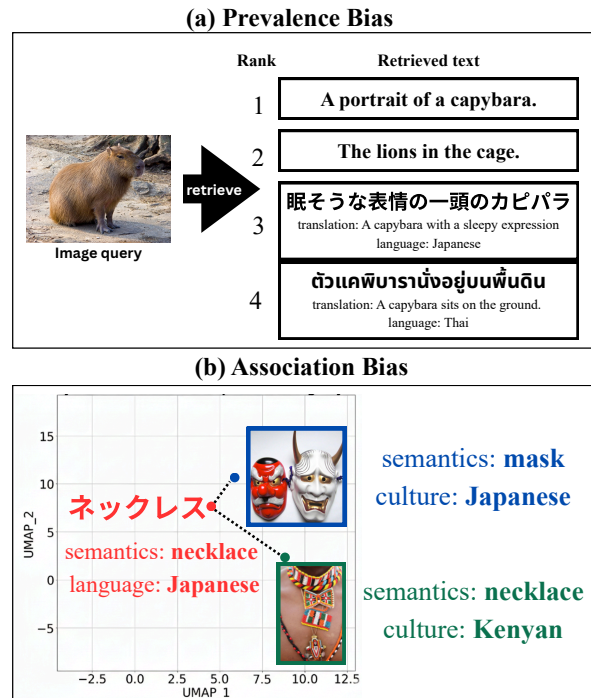 (a) Prevalence Bias
Rank
Retrieved text
1
A portrait of a capybara.
2
The lions in the cage.
retrieve
Image query
3
眠そうな表情の一頭のカピパラ
translation: A capybara with a sleepy expression
language: Japanese
4
ตัวแคพิบารานั่งอยู่บนพื้นดิน
translation: A capybara sits on the ground.
language: Thai
(b) Association Bias
15
10
5
0
−5
UMAP_2
ネックレス
semantics: necklace
language: Japanese
semantics: mask
culture: Japanese
semantics: necklace
culture: Kenyan
−2.5 0.0 2.5 5.0 7.5 10.0 12.5
UMAP_1